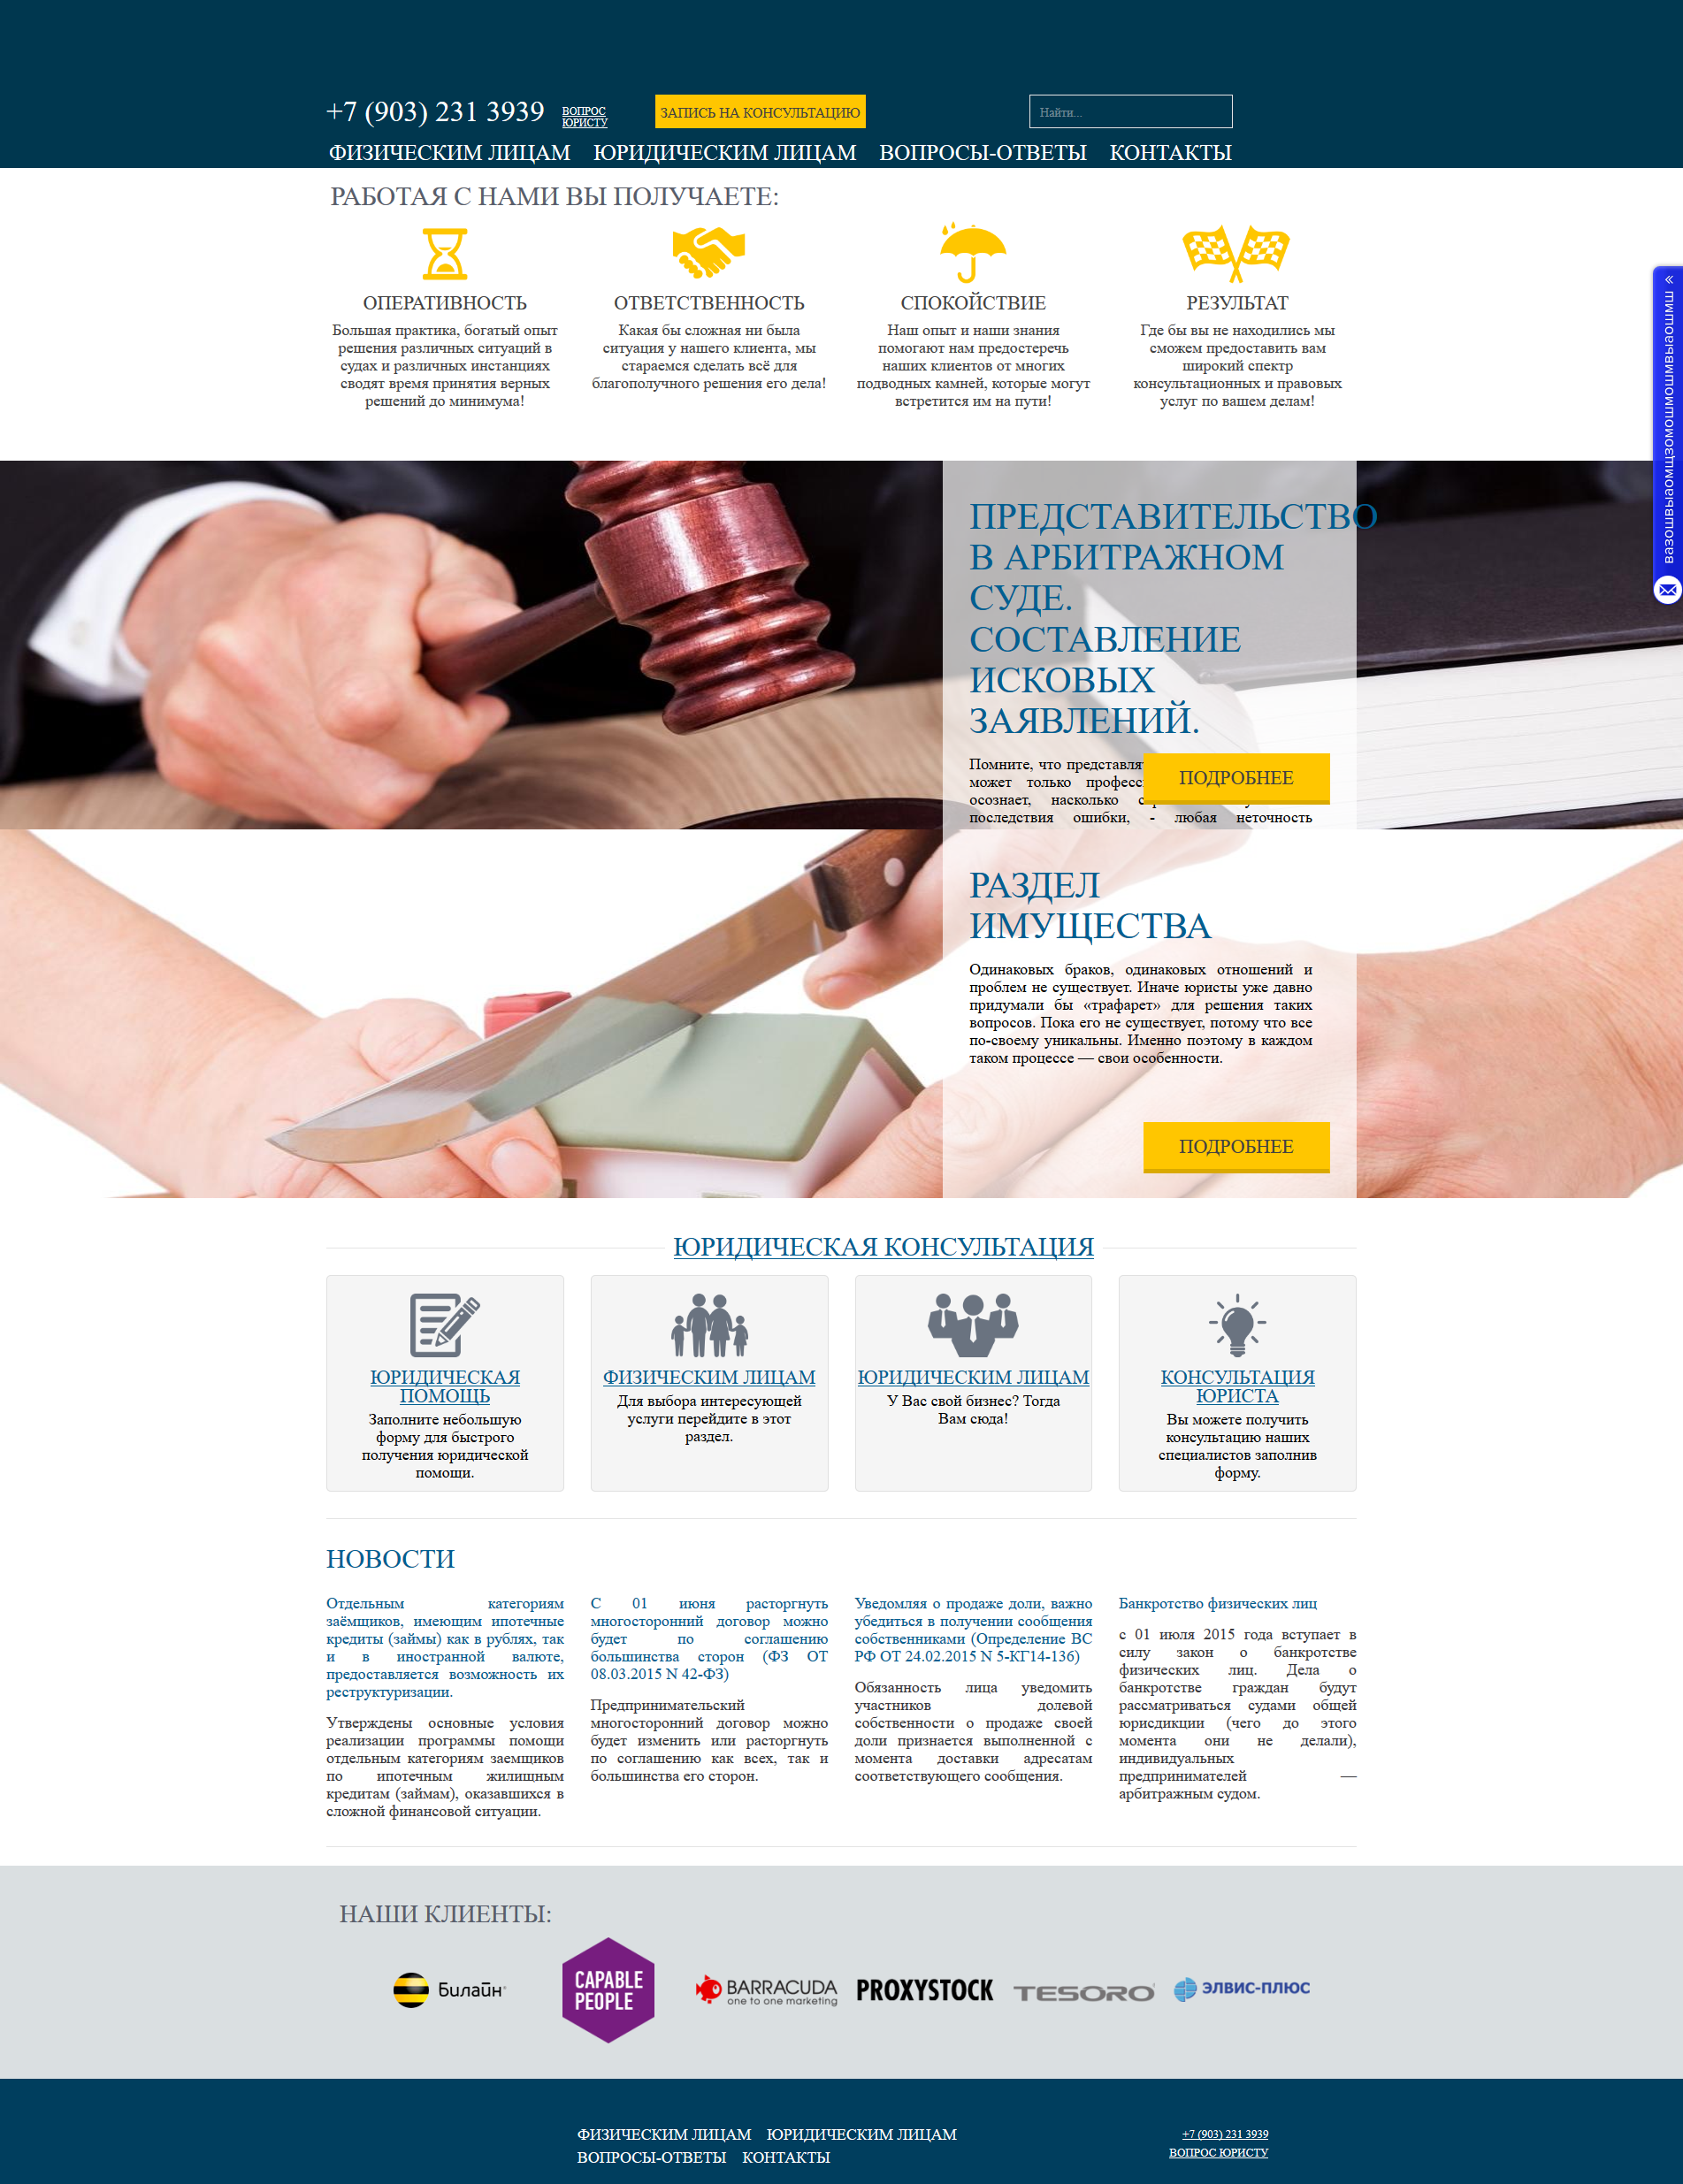 +7 (903) 231 3939
ВОПРОС
ЮРИСТУ
ЗАПИСЬ НА КОНСУЛЬТАЦИЮ
Найти...
ФИЗИЧЕСКИМ ЛИЦАМ ЮРИДИЧЕСКИМ ЛИЦАМ ВОПРОСЫ-ОТВЕТЫ КОНТАКТЫ
РАБОТАЯ С НАМИ ВЫ ПОЛУЧАЕТЕ:
ОПЕРАТИВНОСТЬ
Большая практика, богатый опыт
решения различных ситуаций в
судах и различных инстанциях
сводят время принятия верных
решений до минимума!
ОТВЕТСТВЕННОСТЬ
Какая бы сложная ни была
ситуация у нашего клиента, мы
стараемся сделать всё для
благополучного решения его дела!
СПОКОЙСТВИЕ
Наш опыт и наши знания
помогают нам предостеречь
наших клиентов от многих
подводных камней, которые могут
встретится им на пути!
РЕЗУЛЬТАТ
Где бы вы не находились мы
сможем предоставить вам
широкий спектр
консультационных и правовых
услуг по вашем делам!
ПРЕДСТАВИТЕЛЬСТВО
В АРБИТРАЖНОМ
СУДЕ.
СОСТАВЛЕНИЕ
ИСКОВЫХ
ЗАЯВЛЕНИЙ.
Помните, что
может только
осознает, насколько
последствия ошибки, - любая неточность
ПОДРОБНЕЕ
РАЗДЕЛ
ИМУЩЕСТВА
Одинаковых браков, одинаковых отношений и
проблем не существует. Иначе юристы уже давно
придумали бы «трафарет» для решения таких
вопросов. Пока его не существует, потому что все
по-своему уникальны. Именно поэтому в каждом
таком процессе — свои особенности.
ПОДРОБНЕЕ
ЮРИДИЧЕСКАЯ КОНСУЛЬТАЦИЯ
ЮРИДИЧЕСКАЯ
ПОМОЩЬ
Заполните небольшую
форму для быстрого
получения юридической
помощи.
ФИЗИЧЕСКИМ ЛИЦАМ
Для выбора интересующей
услуги перейдите в этот
раздел.
ЮРИДИЧЕСКИМ ЛИЦАМ
У Вас свой бизнес? Тогда
Вам сюда!
КОНСУЛЬТАЦИЯ
ЮРИСТА
Вы можете получить
консультацию наших
специалистов заполнив
форму.
НОВОСТИ
Отдельным категориям
заёмщиков, имеющим ипотечные
кредиты (займы) как в рублях, так
и в иностранной валюте,
предоставляется возможность их
реструктуризации.
Утверждены основные условия
реализации программы помощи
отдельным категориям заемщиков
по ипотечным жилищным
кредитам (займам), оказавшихся в
сложной финансовой ситуации.
С 01 июня расторгнуть
многосторонний договор можно
будет по соглашению
большинства сторон (ФЗ ОТ
08.03.2015 N 42-ФЗ)
Предпринимательский
многосторонний договор можно
будет изменить или расторгнуть
по соглашению как всех, так и
большинства его сторон.
Уведомляя о продаже доли, важно
убедиться в получении сообщения
собственниками (Определение ВС
РФ ОТ 24.02.2015 N 5-КГ14-136)
Обязанность лица уведомить
участников долевой
собственности о продаже своей
доли признается выполненной с
момента доставки адресатам
соответствующего сообщения.
Банкротство физических лиц
с 01 июля 2015 года вступает в
силу закон о банкротстве
физических лиц. Дела о
банкротстве граждан будут
рассматриваться судами общей
юрисдикции (чего до этого
момента они не делали),
индивидуальных
предпринимателей —
арбитражным судом.
НАШИ КЛИЕНТЫ:
Билайн
CAPABLE
PEOPLE
BARRACUDA
one to one marketing
PROXYSTOCK
TESORO
ЭЛВИС-ПЛЮС
ФИЗИЧЕСКИМ ЛИЦАМ ЮРИДИЧЕСКИМ ЛИЦАМ
ВОПРОСЫ-ОТВЕТЫ КОНТАКТЫ
+7 (903) 231 3939
ВОПРОС ЮРИСТУ